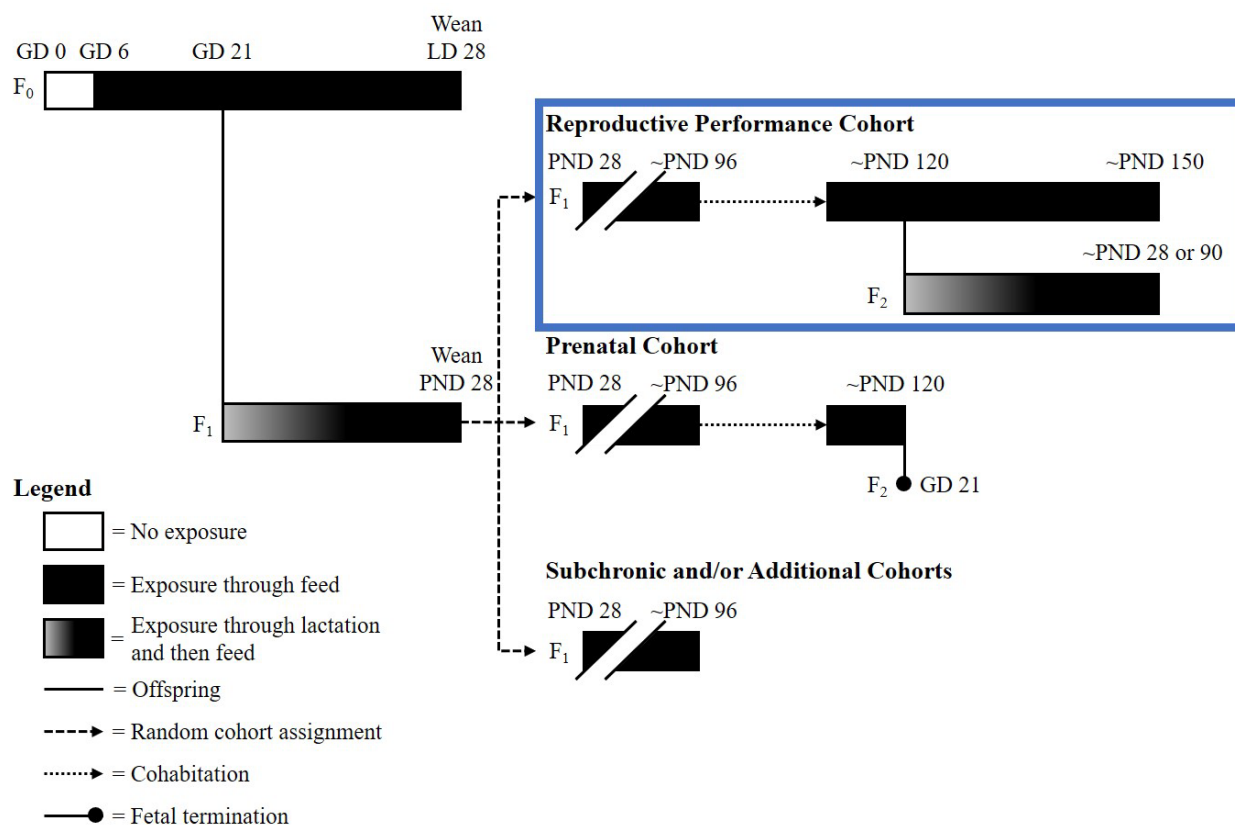 Wean
GD 0 GD 6 GD 21 LD 28
F₀
Reproductive Performance Cohort
PND 28 ~PND 96 ~PND 120 ~PND 150
F₁
~PND 28 or 90
F₂
Wean
PND 28
F₁
Prenatal Cohort
PND 28 ~PND 96 ~PND 120
F₁
F₂ GD 21
Subchronic and/or Additional Cohorts
PND 28 ~PND 96
F₁
Legend
= No exposure
= Exposure through feed
= Exposure through lactation
and then feed
= Offspring
= Random cohort assignment
= Cohabitation
= Fetal termination